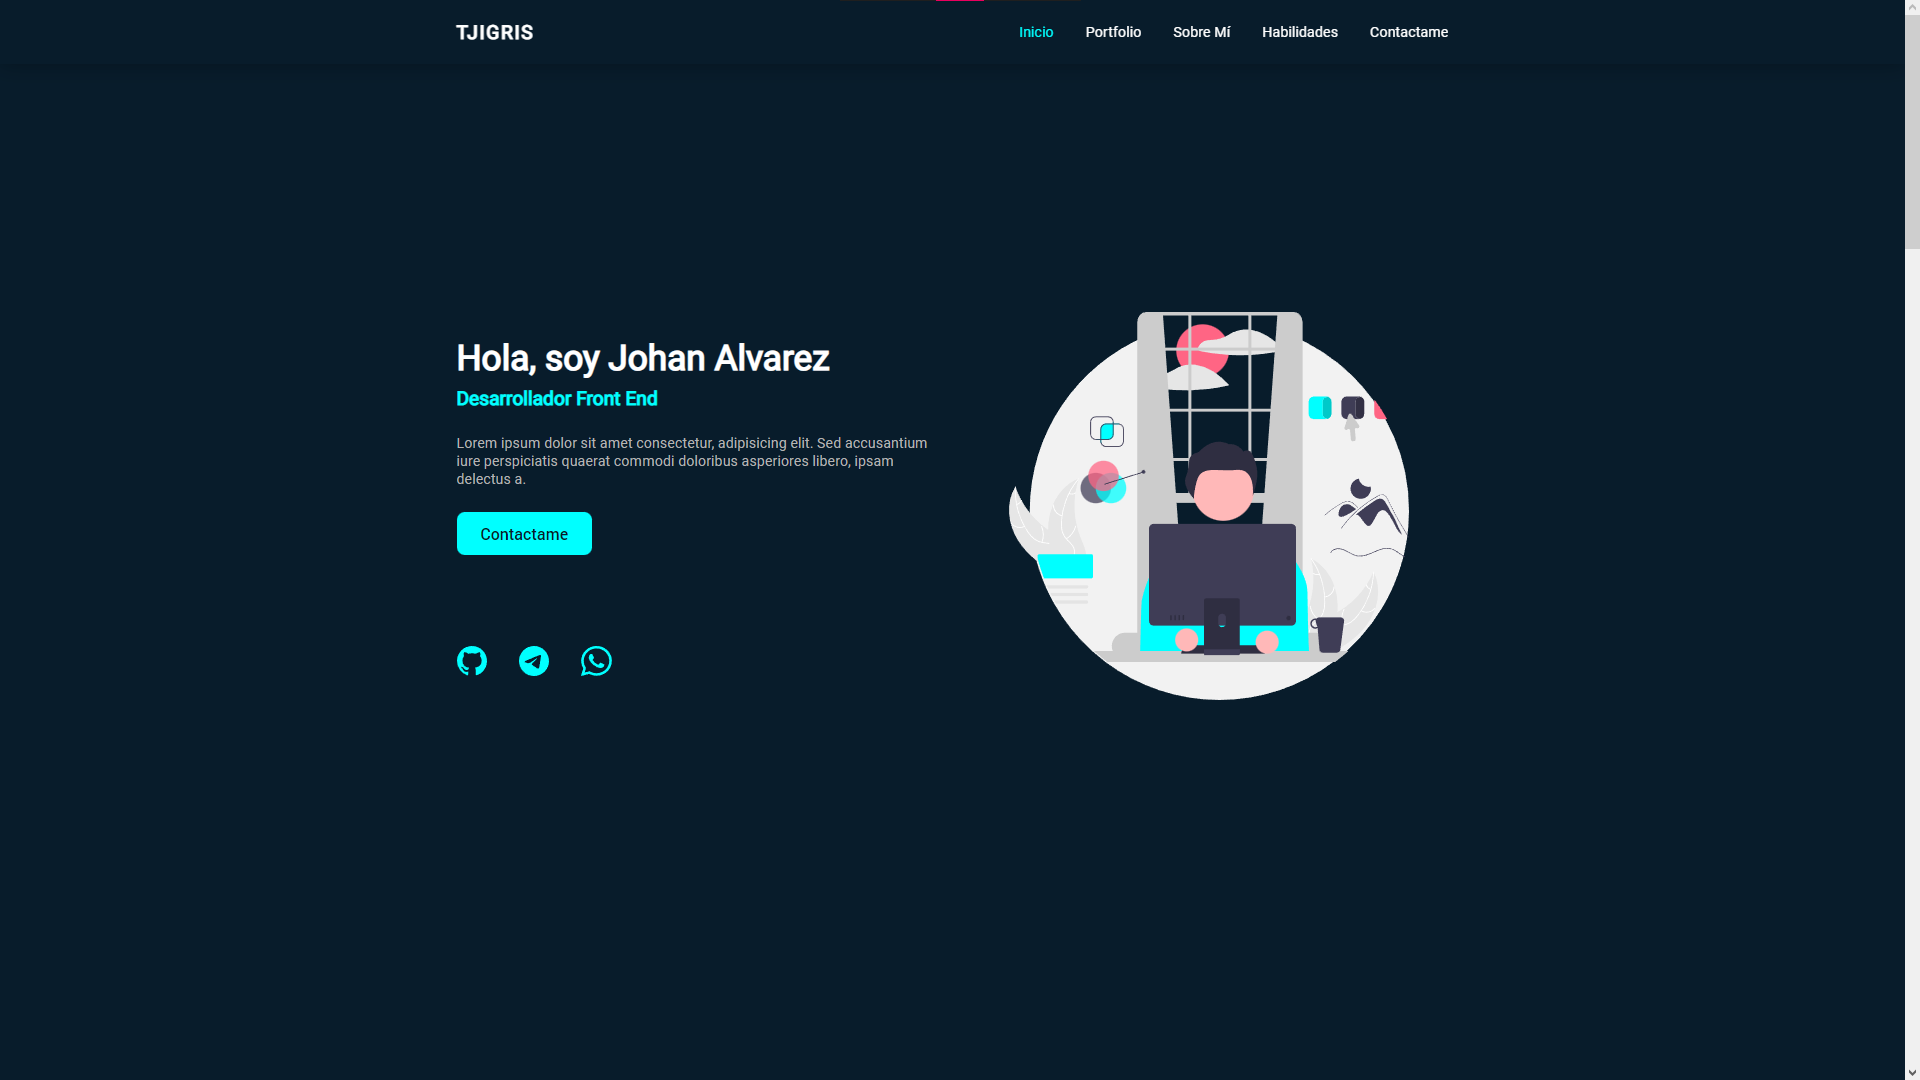 TJIGRIS
Inicio Portfolio Sobre Mí Habilidades Contactame
Hola, soy Johan Alvarez
Desarrollador Front End
Lorem ipsum dolor sit amet consectetur, adipisicing elit. Sed accusantium
iure perspiciatis quaerat commodi doloribus asperiores libero, ipsam
delectus a.
Contactame